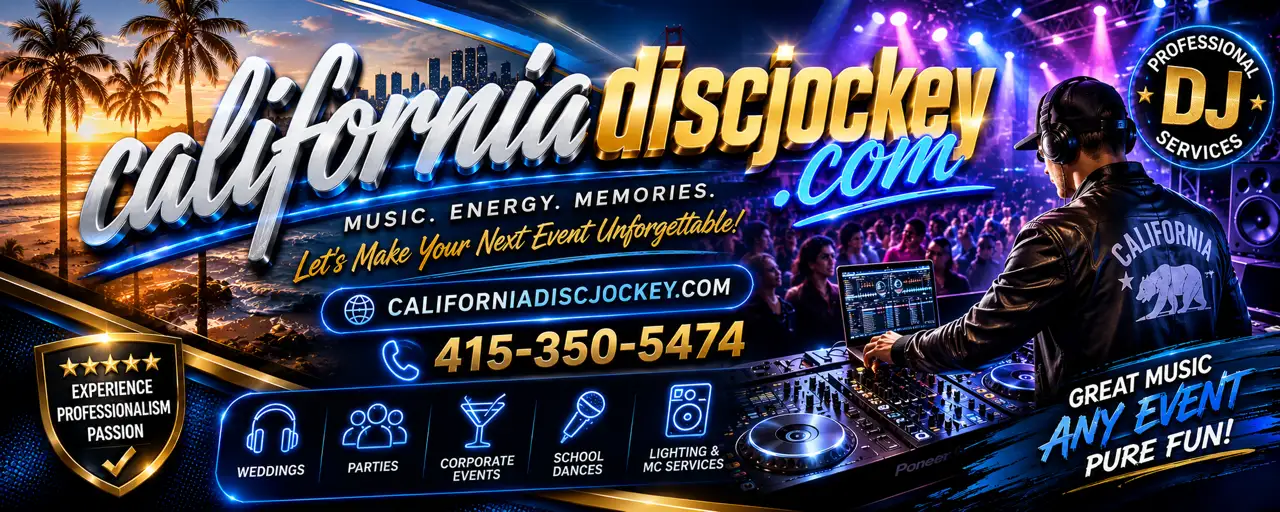 californiadiscjockey
.com
MUSIC. ENERGY. MEMORIES.
Let's Make Your Next Event Unforgettable!
CALIFORNIADISCJOCKEY.COM
415-350-5474
EXPERIENCE
PROFESSIONALISM
PASSION
WEDDINGS
PARTIES
CORPORATE
EVENTS
SCHOOL
DANCES
LIGHTING &
MC SERVICES
PROFESSIONAL
DJ
SERVICES
CALIFORNIA
Pioneer
GREAT MUSIC
ANY EVENT
PURE FUN!